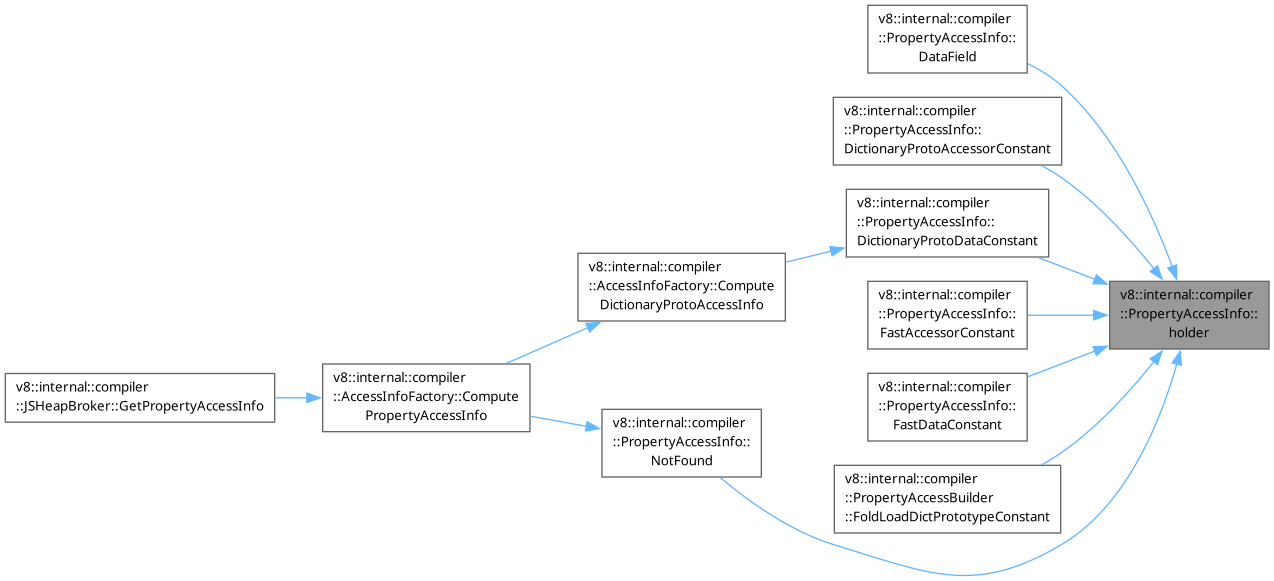 v8::internal::compiler
::PropertyAccessInfo::
DataField
v8::internal::compiler
::PropertyAccessInfo::
DictionaryProtoAccessorConstant
v8::internal::compiler
::PropertyAccessInfo::
DictionaryProtoDataConstant
v8::internal::compiler
::AccessInfoFactory::Compute
DictionaryProtoAccessInfo
v8::internal::compiler
::PropertyAccessInfo::
FastAccessorConstant
v8::internal::compiler
::PropertyAccessInfo::
holder
v8::internal::compiler
::JSHeapBroker::GetPropertyAccessInfo
v8::internal::compiler
::AccessInfoFactory::Compute
PropertyAccessInfo
v8::internal::compiler
::PropertyAccessInfo::
FastDataConstant
v8::internal::compiler
::PropertyAccessInfo::
NotFound
v8::internal::compiler
::PropertyAccessBuilder
::FoldLoadDictPrototypeConstant